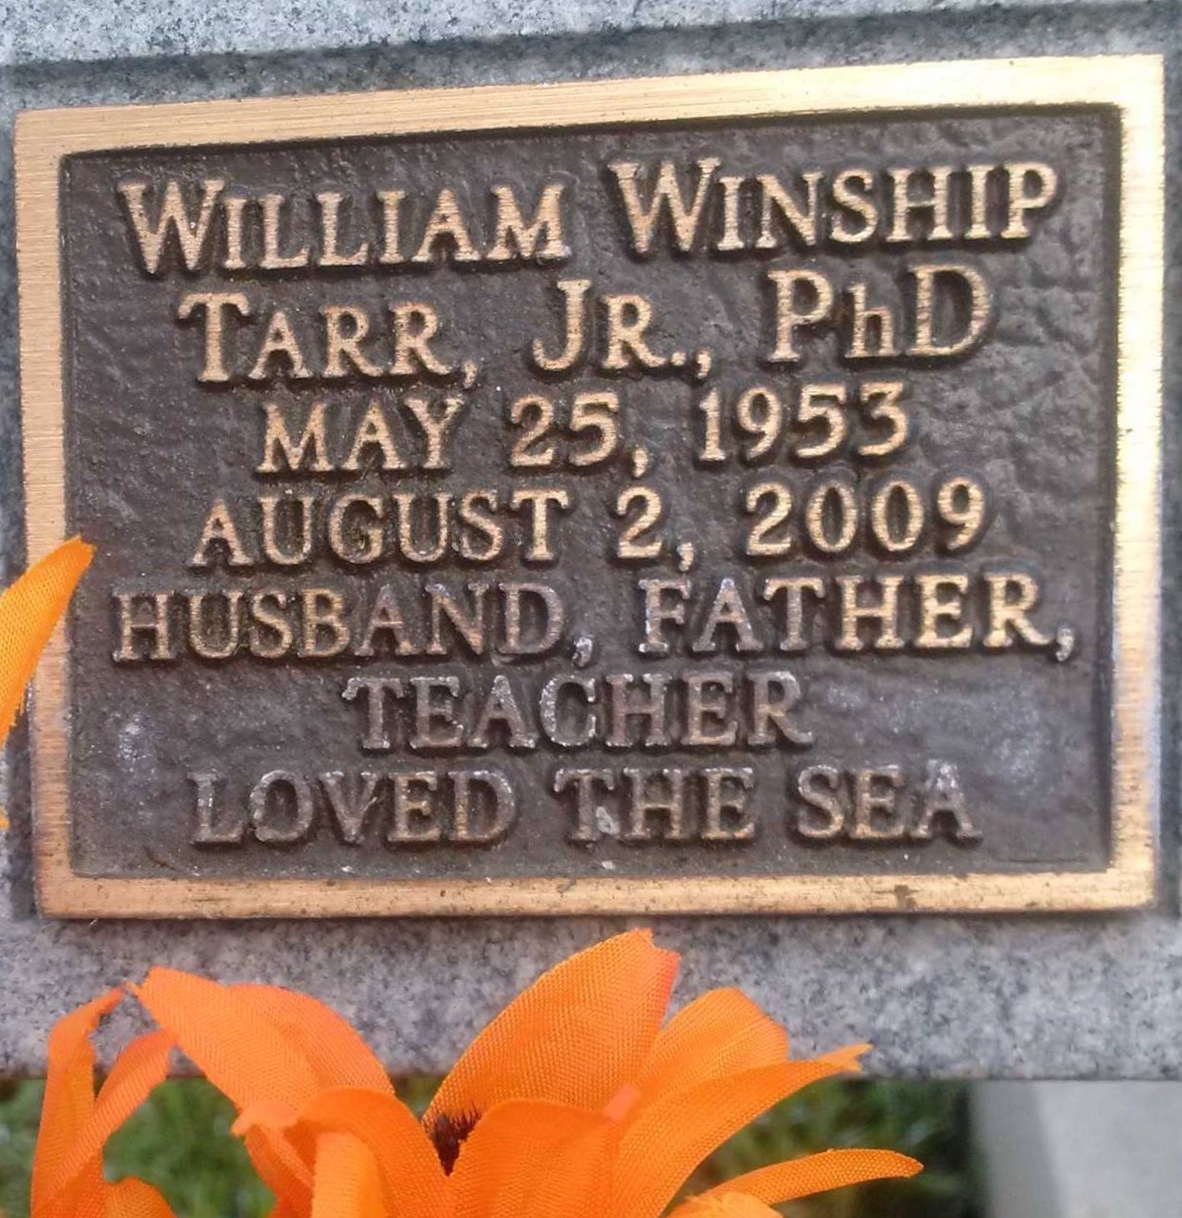 WILLIAM WINSHIP
TARR, JR., PhD
MAY 25, 1953
AUGUST 2, 2009
HUSBAND, FATHER,
TEACHER
LOVED THE SEA